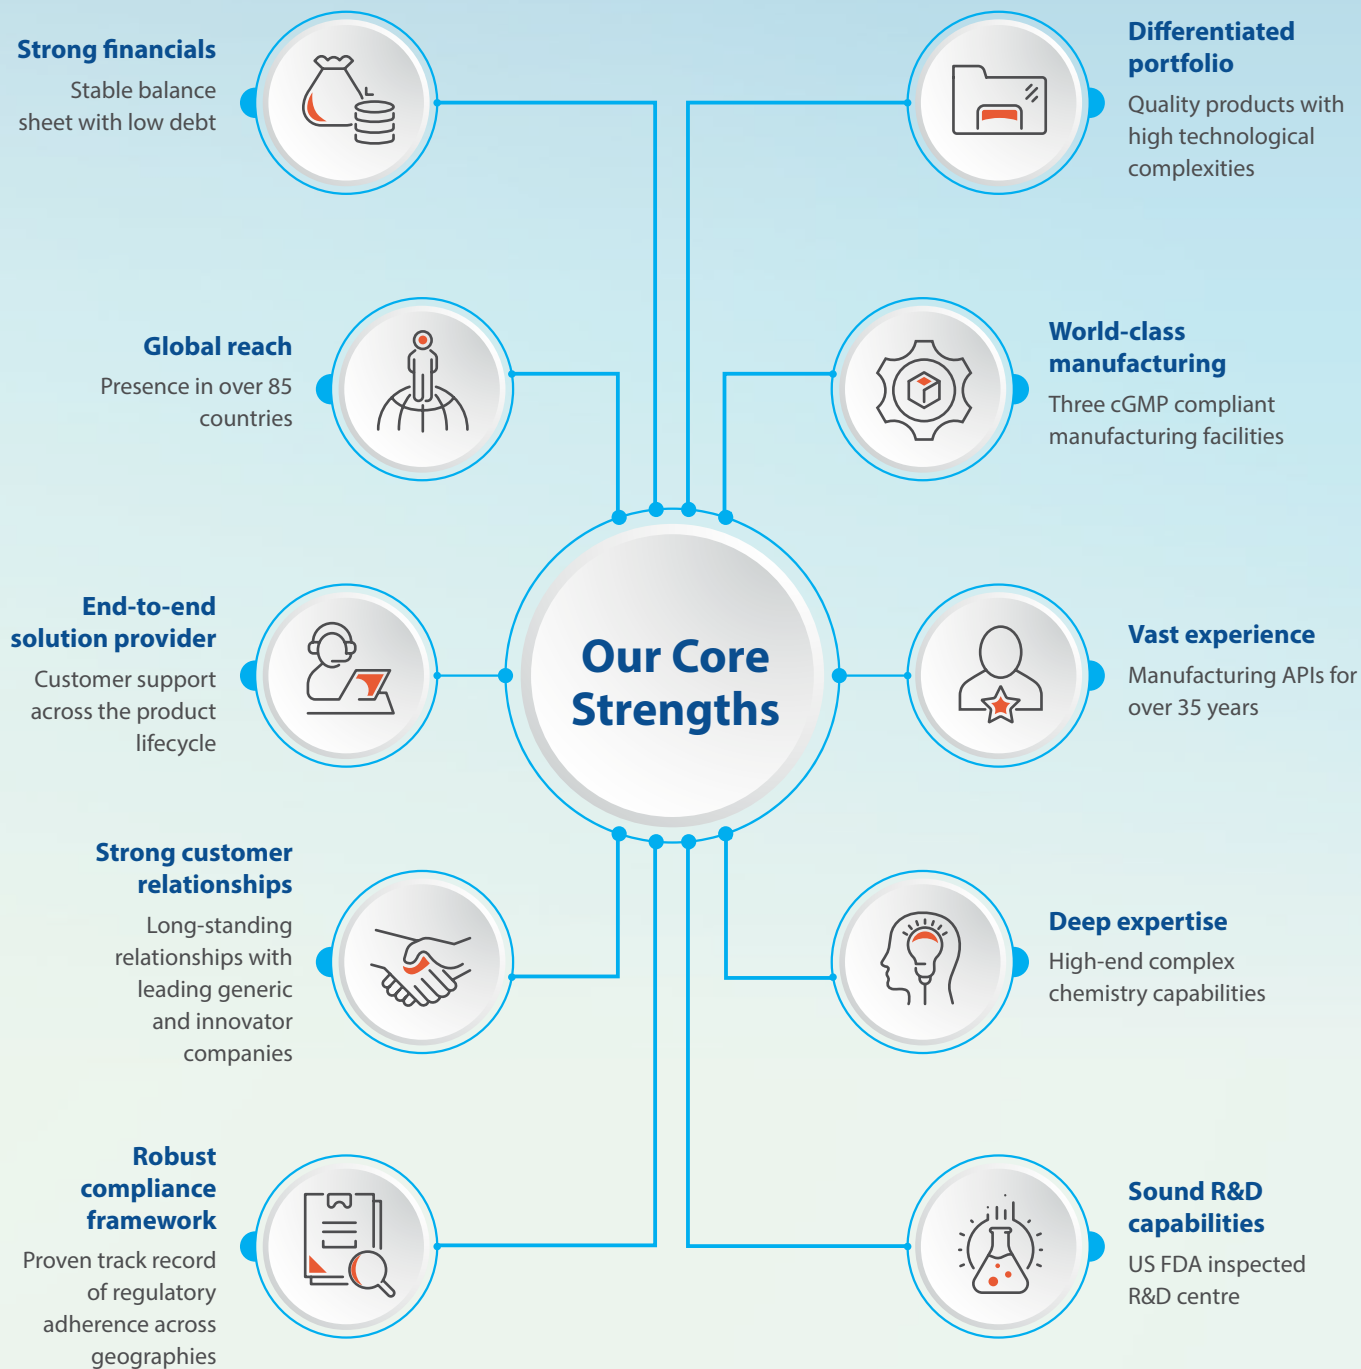 Strong financials
Stable balance
sheet with low debt
Differentiated
portfolio
Quality products with
high technological
complexities
Global reach
Presence in over 85
countries
World-class
manufacturing
Three cGMP compliant
manufacturing facilities
End-to-end
solution provider
Customer support
across the product
lifecycle
Our Core
Strengths
Vast experience
Manufacturing APIs for
over 35 years
Strong customer
relationships
Long-standing
relationships with
leading generic
and innovator
companies
Deep expertise
High-end complex
chemistry capabilities
Robust
compliance
framework
Proven track record
of regulatory
adherence across
geographies
Sound R&D
capabilities
US FDA inspected
R&D centre